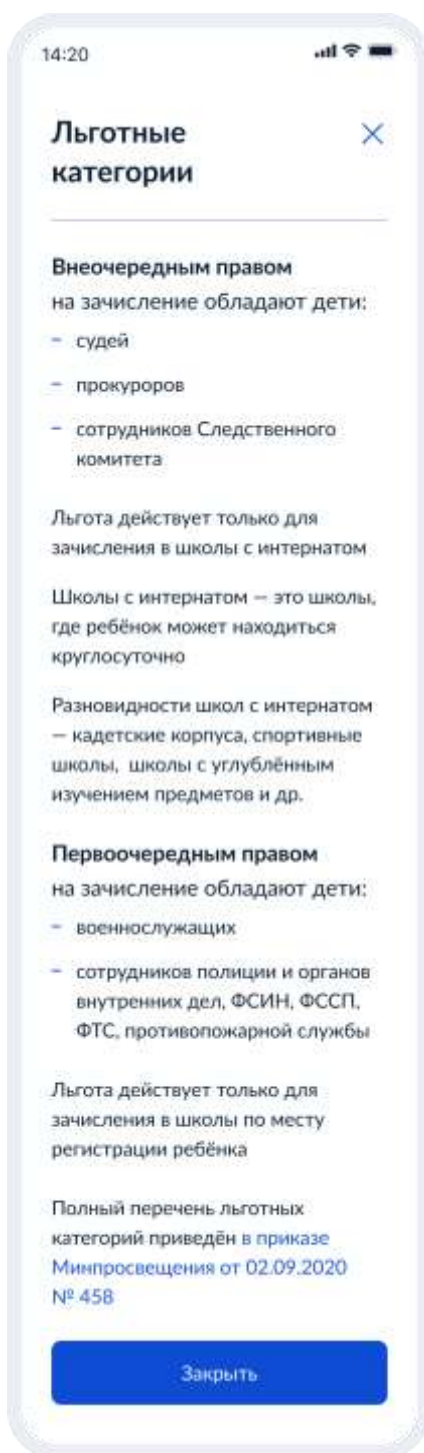 14:20
Льготные
категории
Внеочередным правом
на зачисление обладают дети:
– судей
– прокуроров
– сотрудников Следственного
комитета
Льгота действует только для
зачисления в школы с интернатом
Школы с интернатом — это школы,
где ребёнок может находиться
круглосуточно
Разновидности школ с интернатом
— кадетские корпуса, спортивные
школы, школы с углублённым
изучением предметов и др.
Первоочередным правом
на зачисление обладают дети:
– военнослужащих
– сотрудников полиции и органов
внутренних дел, ФСИН, ФССП,
ФТС, противопожарной службы
Льгота действует только для
зачисления в школы по месту
регистрации ребёнка
Полный перечень льготных
категорий приведён в приказе
Минпросвещения от 02.09.2020
№ 458
Закрыть